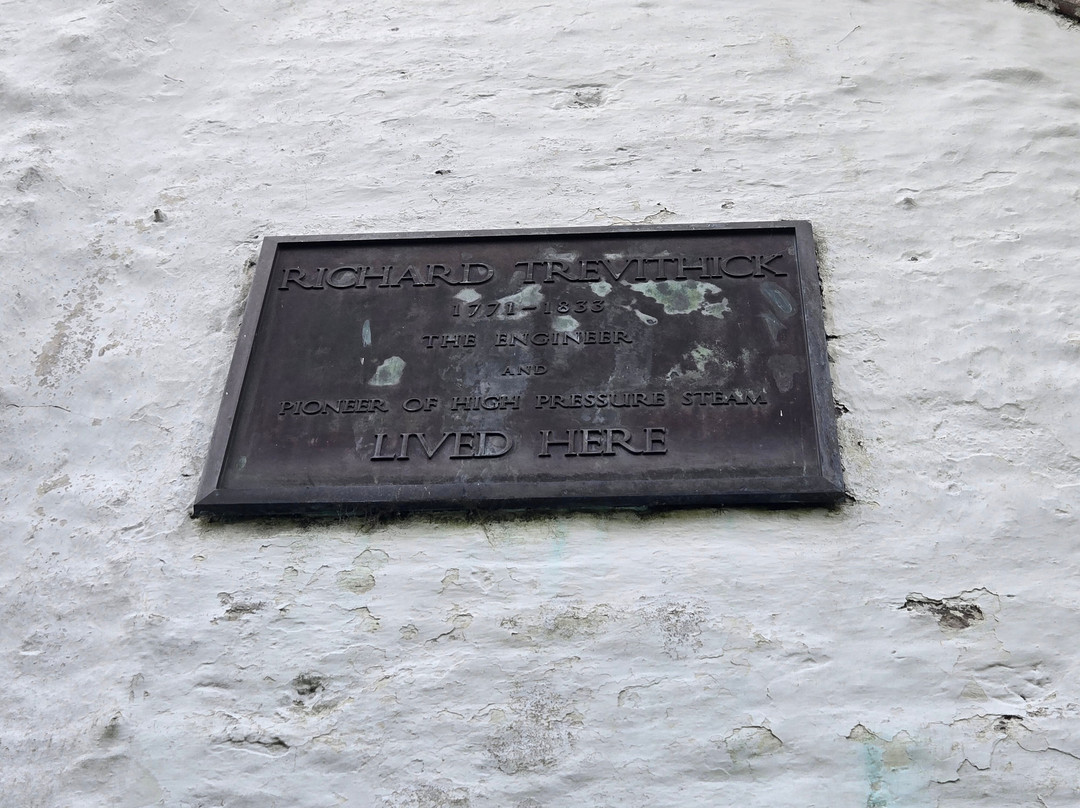 RICHARD TREVITHICK
1771-1833
THE ENGINEER
AND
PIONEER OF HIGH PRESSURE STEAM
LIVED HERE